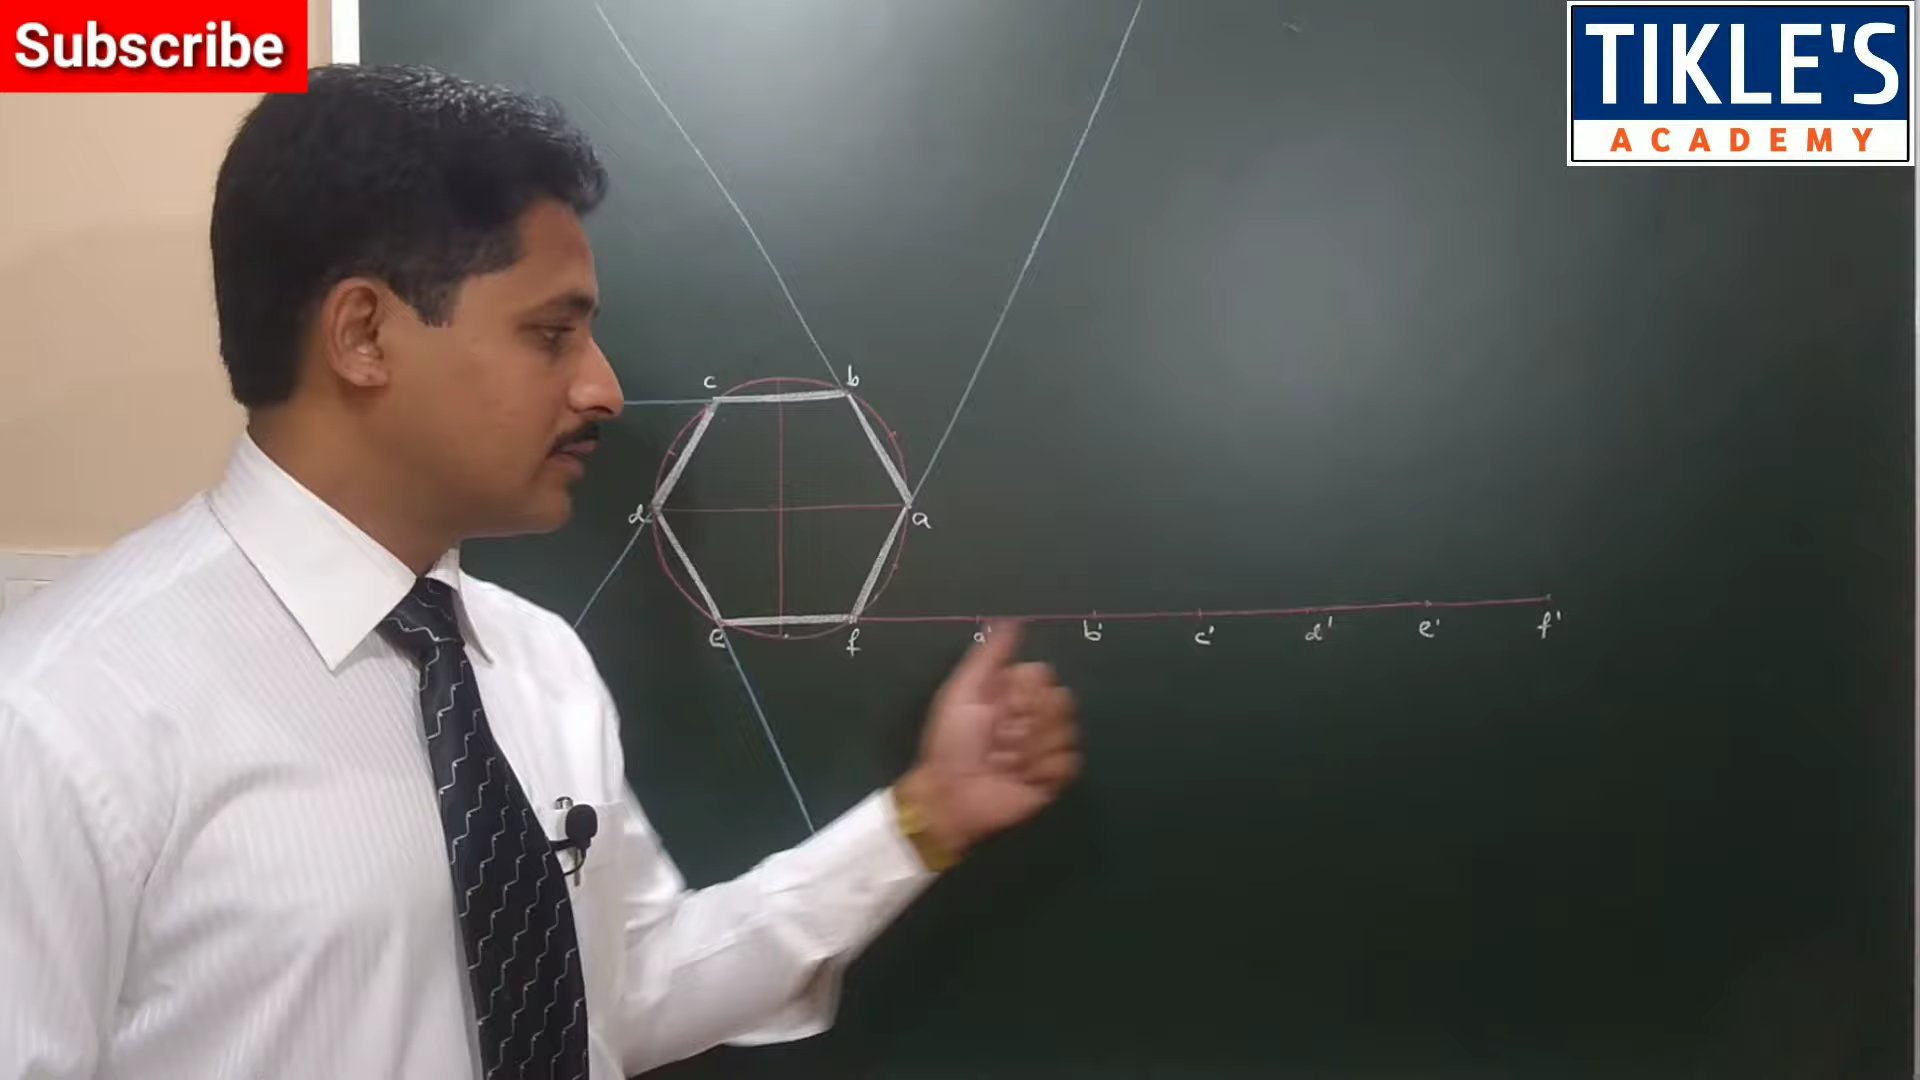 Subscribe
TIKLE'S
ACADEMY
c b
d a
e f a' b' c' d' e' f'